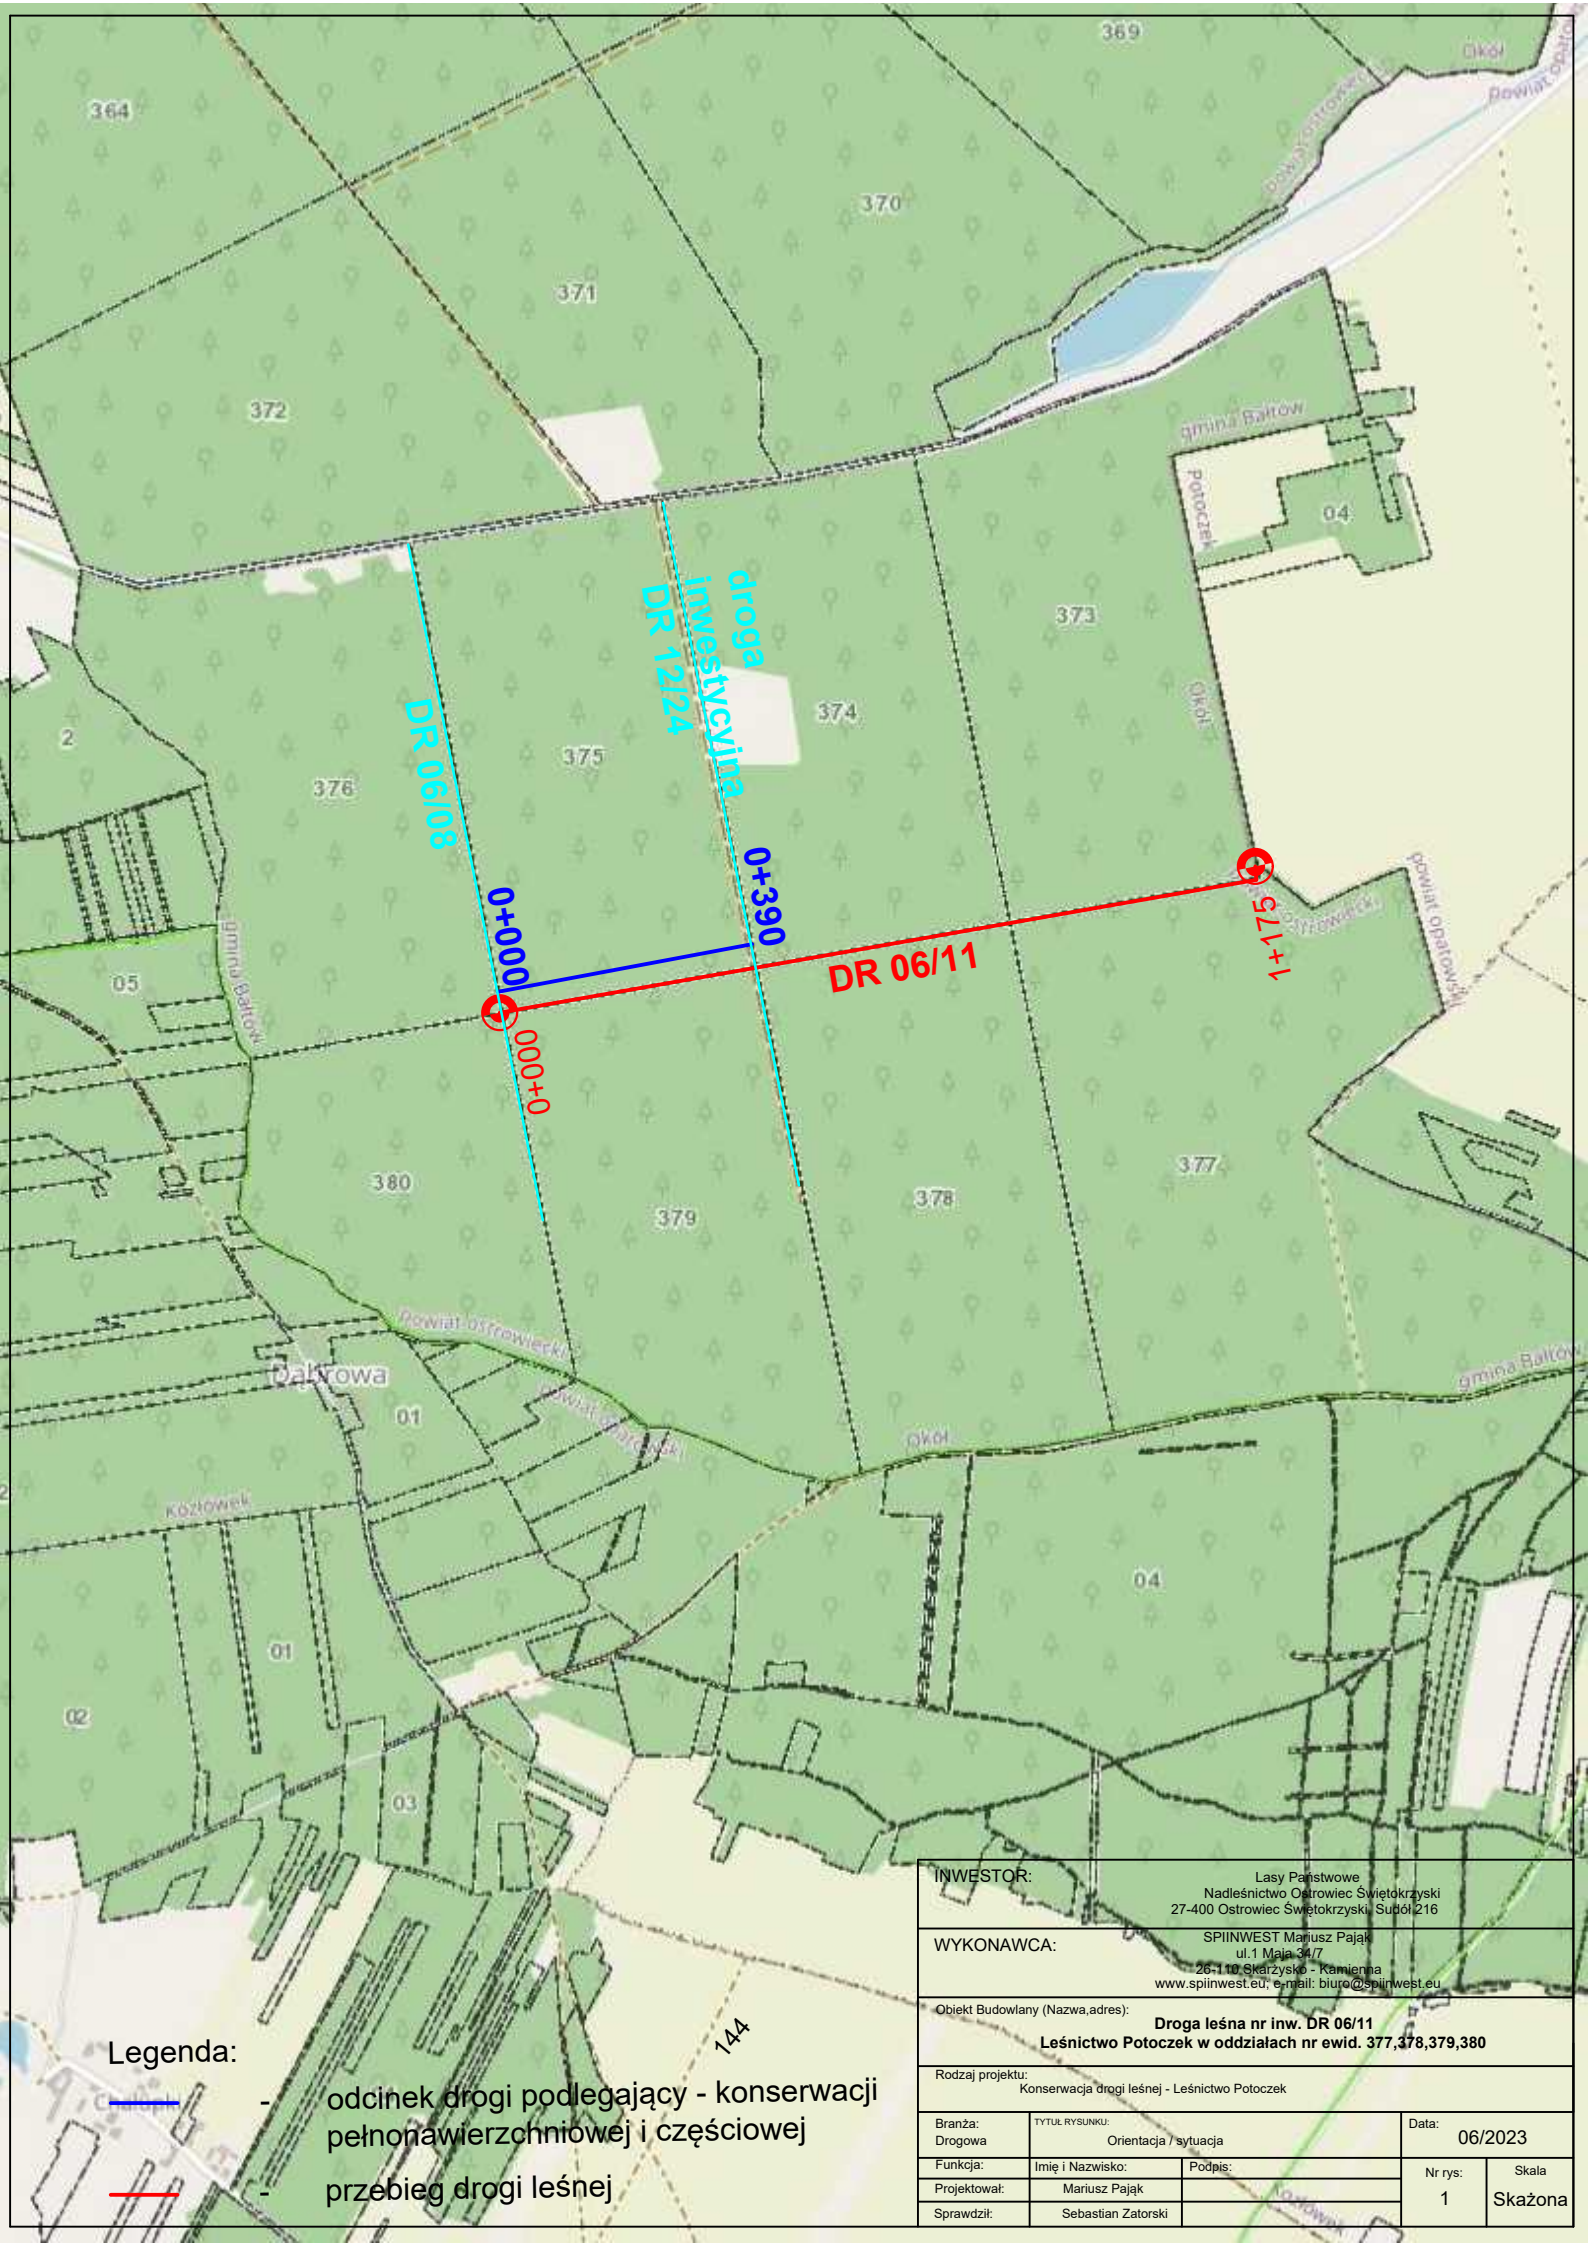 369
Okół
powiat opatow
364
powiat ostrowiecki
370
371
372
gmina Bałtów
Potoczek
04
droga
inwestycyjna
DR 12/24
373
Okół
374
DR 06/08
375
2
376
0+390
0+000
powiat opatowski
1+175
DR 06/11
05
gmina Bałtów
0+000
377
380
378
379
powiat ostrowiecki
gmina Bałtów
Dąbrowa
01
Okół
Kozłówek
04
01
02
03
144
Legenda:
- odcinek drogi podlegający - konserwacji
pełnonawierzchniowej i częściowej
- przebieg drogi leśnej
INWESTOR:
Lasy Państwowe
Nadleśnictwo Ostrowiec Świętokrzyski
27-400 Ostrowiec Świętokrzyski, Sudół 216
WYKONAWCA:
SPIINWEST Mariusz Pająk
ul.1 Maja 34/7
26-110 Skarżysko - Kamienna
www.spiinwest.eu; e-mail: biuro@spiinwest.eu
Obiekt Budowlany (Nazwa,adres):
Droga leśna nr inw. DR 06/11
Leśnictwo Potoczek w oddziałach nr ewid. 377,378,379,380
Rodzaj projektu:
Konserwacja drogi leśnej - Leśnictwo Potoczek
Branża:
Drogowa
TYTUŁ RYSUNKU:
Orientacja / sytuacja
Data:
06/2023
Funkcja:
Imię i Nazwisko:
Podpis:
Nr rys:
1
Skala
Skażona
Projektował:
Mariusz Pająk
Sprawdził:
Sebastian Zatorski
Kozłówek